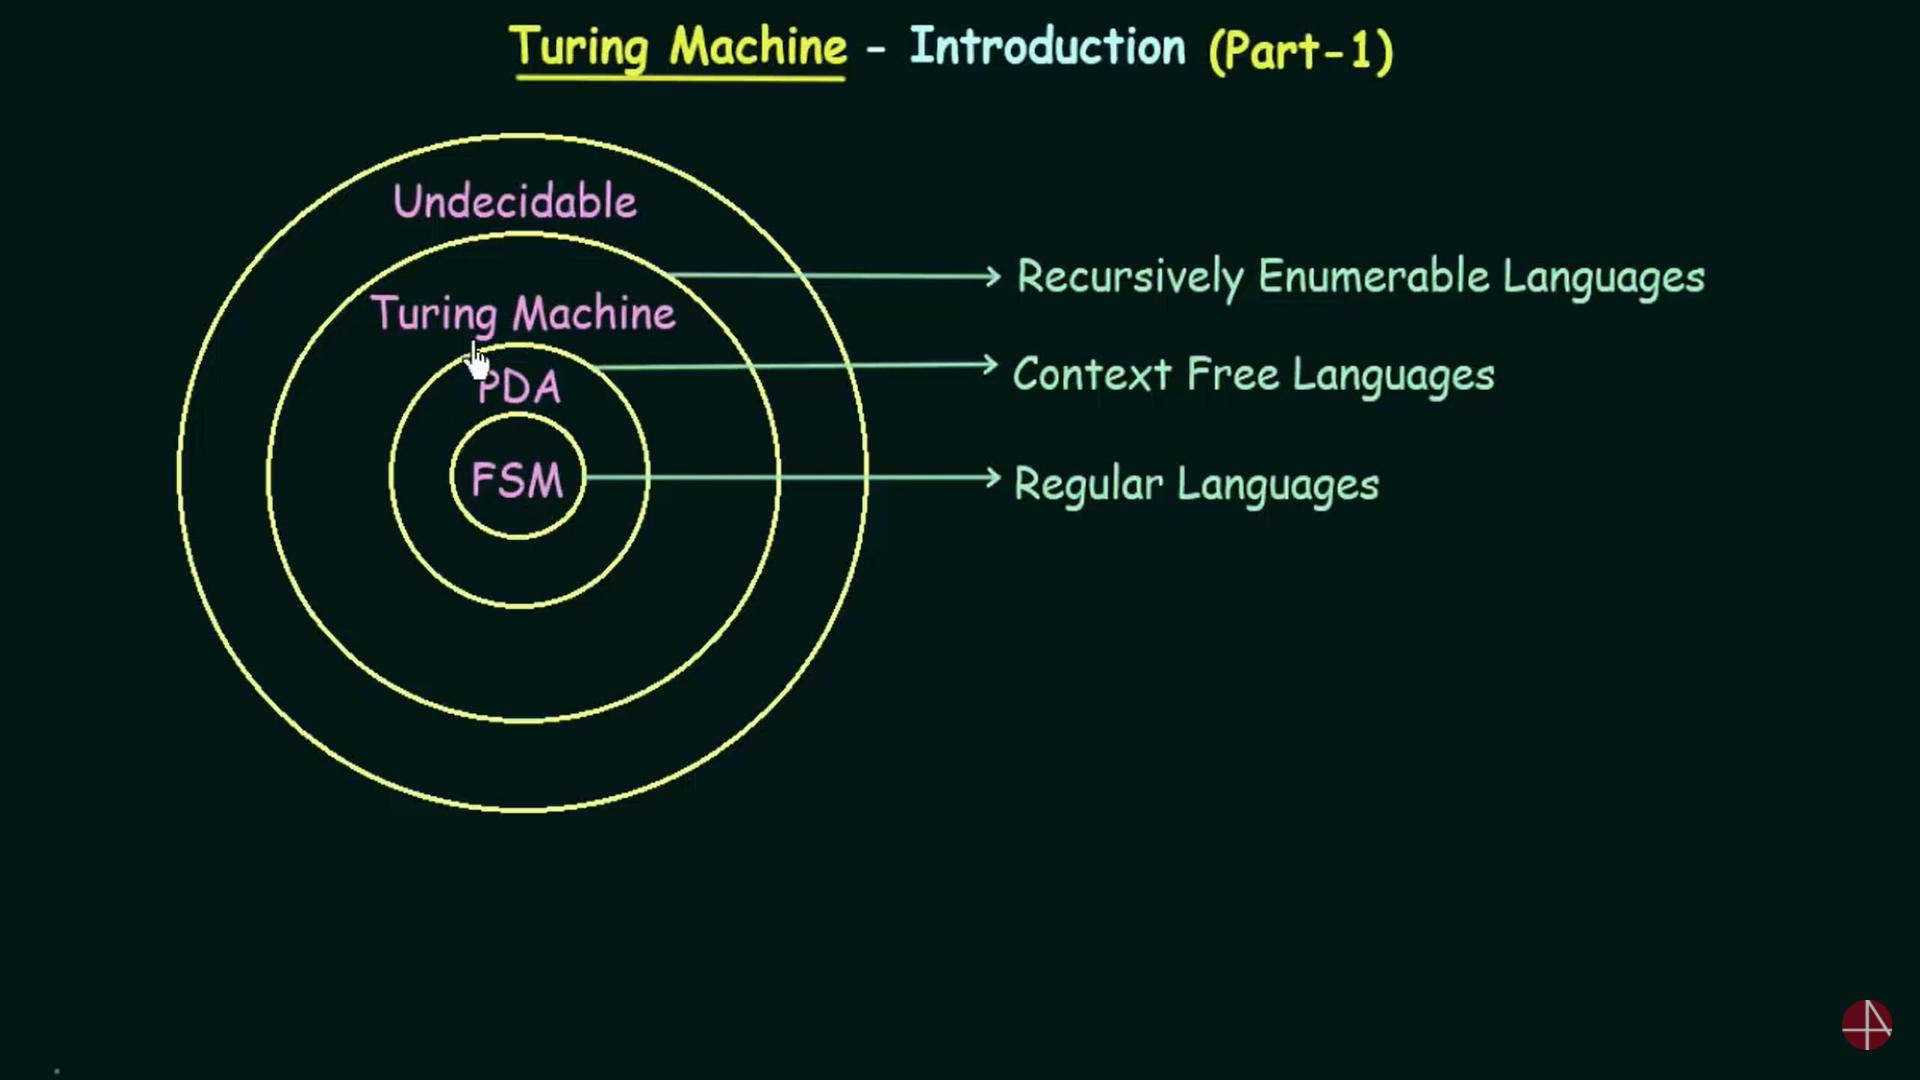 Turing Machine - Introduction (Part-1)
Undecidable
Recursively Enumerable Languages
Turing Machine
Context Free Languages
PDA
FSM
Regular Languages